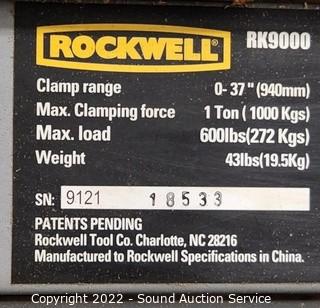 ROCKWELL RK9000
Clamp range 0- 37" (940mm)
Max. Clamping force 1 Ton ( 1000 Kgs)
Max. load 600lbs(272 Kgs)
Weight 43lbs(19.5Kg)
SN: 9121 18533
PATENTS PENDING
Rockwell Tool Co. Charlotte, NC 28216
Manufactured to Rockwell Specifications in China.
Copyright 2022 - Sound Auction Service